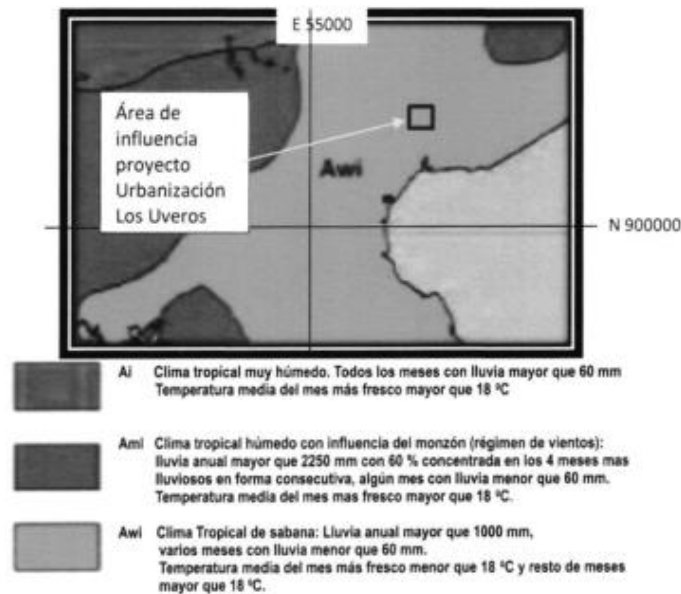 E 55000
Área de
influencia
proyecto
Urbanización
Los Uveros
Awi
N 900000
Ai Clima tropical muy húmedo. Todos los meses con lluvia mayor que 60 mm
Temperatura media del mes más fresco mayor que 18 ºC
Ami Clima tropical húmedo con influencia del monzón (régimen de vientos):
lluvia anual mayor que 2250 mm con 60 % concentrada en los 4 meses mas
lluviosos en forma consecutiva, algún mes con lluvia menor que 60 mm.
Temperatura media del mes mas fresco mayor que 18 ºC.
Awi Clima Tropical de sabana: Lluvia anual mayor que 1000 mm,
varios meses con lluvia menor que 60 mm.
Temperatura media del mes más fresco menor que 18 ºC y resto de meses
mayor que 18 ºC.